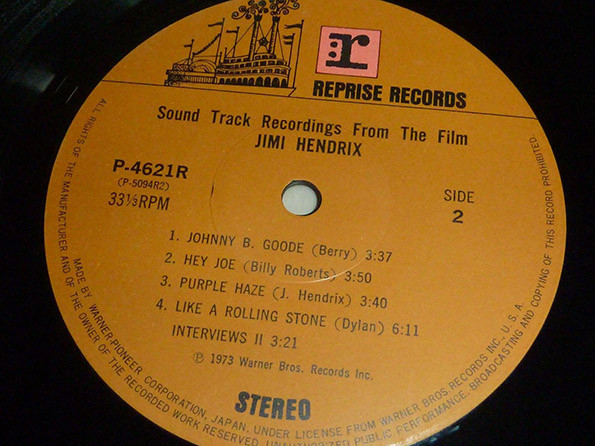 r
REPRISE RECORDS
Sound Track Recordings From The Film
JIMI HENDRIX
P-4621R
(P-5094R2)
33⅓RPM
SIDE
2
1. JOHNNY B. GOODE (Berry) 3:37
2. HEY JOE (Billy Roberts) 3:50
3. PURPLE HAZE (J. Hendrix) 3:40
4. LIKE A ROLLING STONE (Dylan) 6:11
INTERVIEWS II 3:21
Ⓟ 1973 Warner Bros. Records Inc.
STEREO
MADE BY WARNER-PIONEER CORPORATION, JAPAN, UNDER LICENSE FROM WARNER BROS RECORDS INC., U.S.A.
ALL RIGHTS OF THE MANUFACTURER AND OF THE OWNER OF THE RECORDED WORK RESERVED. UNAUTHORIZED PUBLIC PERFORMANCE, BROADCASTING AND COPYING OF THIS RECORD PROHIBITED.